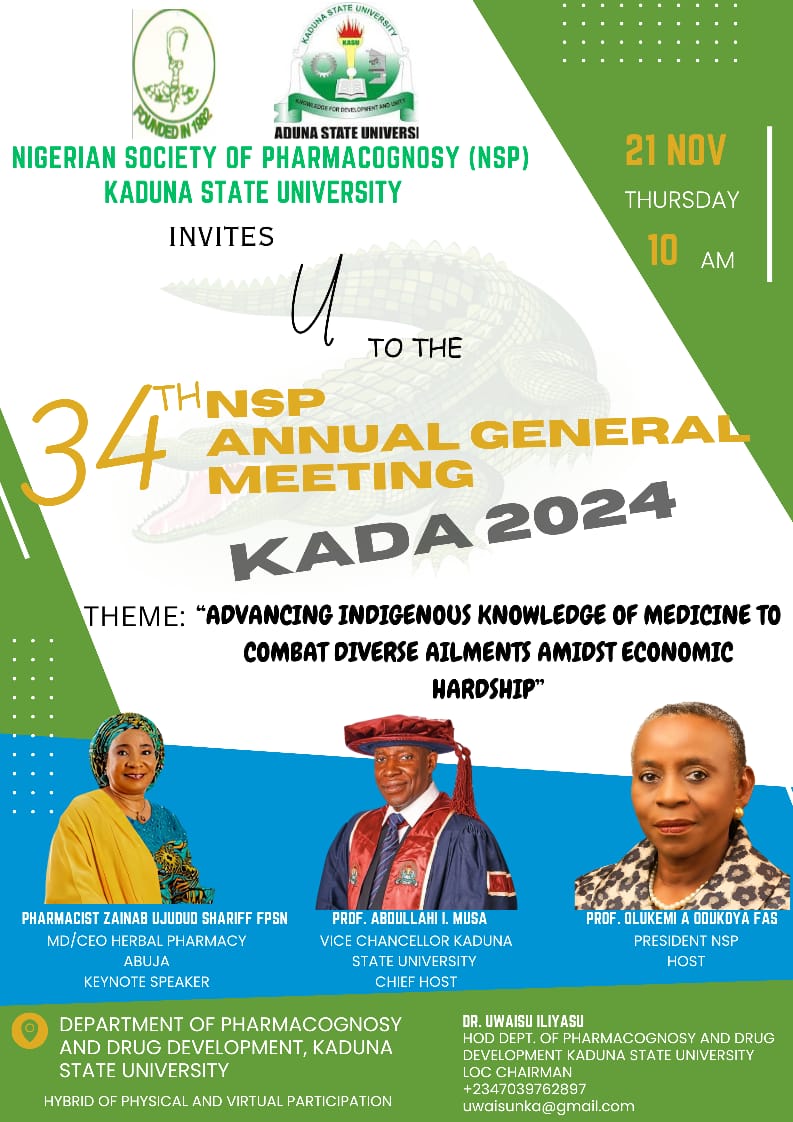 FOUNDED IN 1982
KADUNA STATE UNIVERSITY
KASU
KNOWLEDGE FOR DEVELOPMENT AND UNITY
ADUNA STATE UNIVERSI
NIGERIAN SOCIETY OF PHARMACOGNOSY (NSP)
KADUNA STATE UNIVERSITY
INVITES
U
TO THE
21 NOV
THURSDAY
10 AM
34TH NSP
ANNUAL GENERAL
MEETING
KADA 2024
THEME: “ADVANCING INDIGENOUS KNOWLEDGE OF MEDICINE TO
COMBAT DIVERSE AILMENTS AMIDST ECONOMIC
HARDSHIP”
PHARMACIST ZAINAB UJUDUD SHARIFF FPSN
MD/CEO HERBAL PHARMACY
ABUJA
KEYNOTE SPEAKER
PROF. ABDULLAHI I. MUSA
VICE CHANCELLOR KADUNA
STATE UNIVERSITY
CHIEF HOST
PROF. OLUKEMI A ODUKOYA FAS
PRESIDENT NSP
HOST
DEPARTMENT OF PHARMACOGNOSY
AND DRUG DEVELOPMENT, KADUNA
STATE UNIVERSITY
HYBRID OF PHYSICAL AND VIRTUAL PARTICIPATION
DR. UWAISU ILIYASU
HOD DEPT. OF PHARMACOGNOSY AND DRUG
DEVELOPMENT KADUNA STATE UNIVERSITY
LOC CHAIRMAN
+2347039762897
uwaisunka@gmail.com